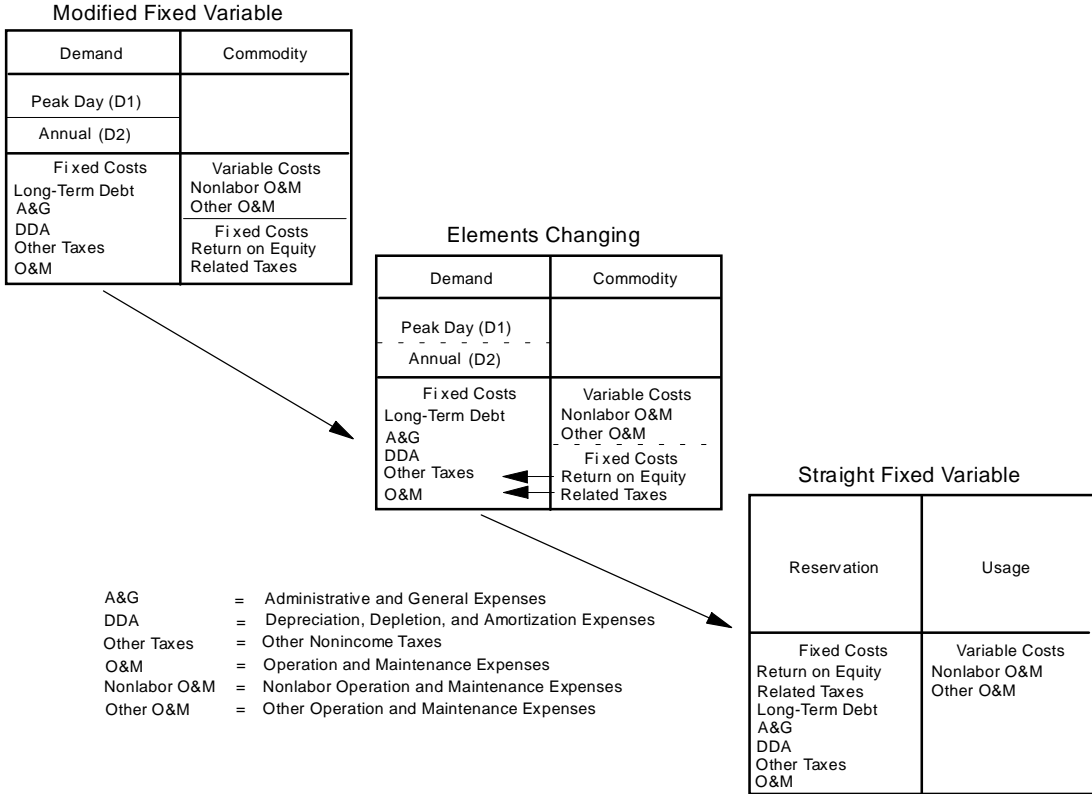 Modified Fixed Variable
Demand
Commodity
Peak Day (D1)
Annual (D2)
Fixed Costs
Long-Term Debt
A&G
DDA
Other Taxes
O&M
Variable Costs
Nonlabor O&M
Other O&M
Fixed Costs
Return on Equity
Related Taxes
Elements Changing
Demand
Commodity
Peak Day (D1)
Annual (D2)
Fixed Costs
Long-Term Debt
A&G
DDA
Other Taxes
O&M
Variable Costs
Nonlabor O&M
Other O&M
Fixed Costs
Return on Equity
Related Taxes
Straight Fixed Variable
Reservation
Usage
Fixed Costs
Return on Equity
Related Taxes
Long-Term Debt
A&G
DDA
Other Taxes
O&M
Variable Costs
Nonlabor O&M
Other O&M
A&G = Administrative and General Expenses
DDA = Depreciation, Depletion, and Amortization Expenses
Other Taxes = Other Nonincome Taxes
O&M = Operation and Maintenance Expenses
Nonlabor O&M = Nonlabor Operation and Maintenance Expenses
Other O&M = Other Operation and Maintenance Expenses